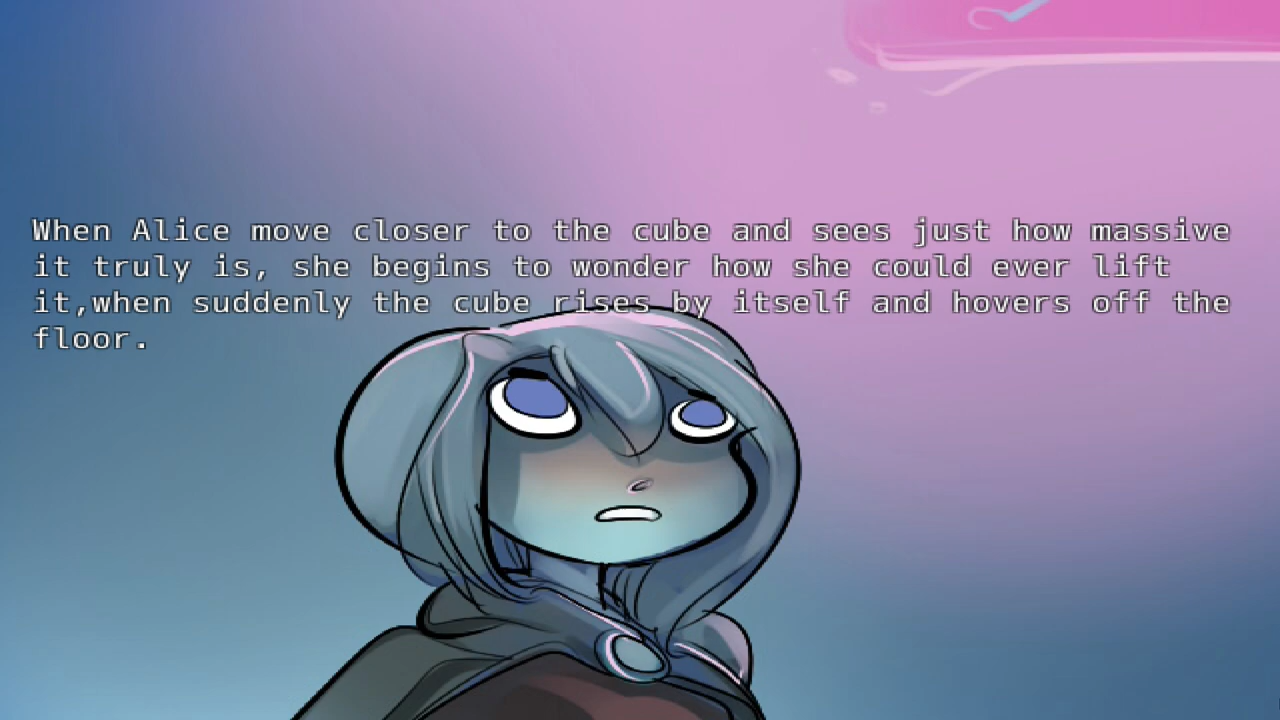 When Alice move closer to the cube and sees just how massive
it truly is, she begins to wonder how she could ever lift
it,when suddenly the cube rises by itself and hovers off the
floor.